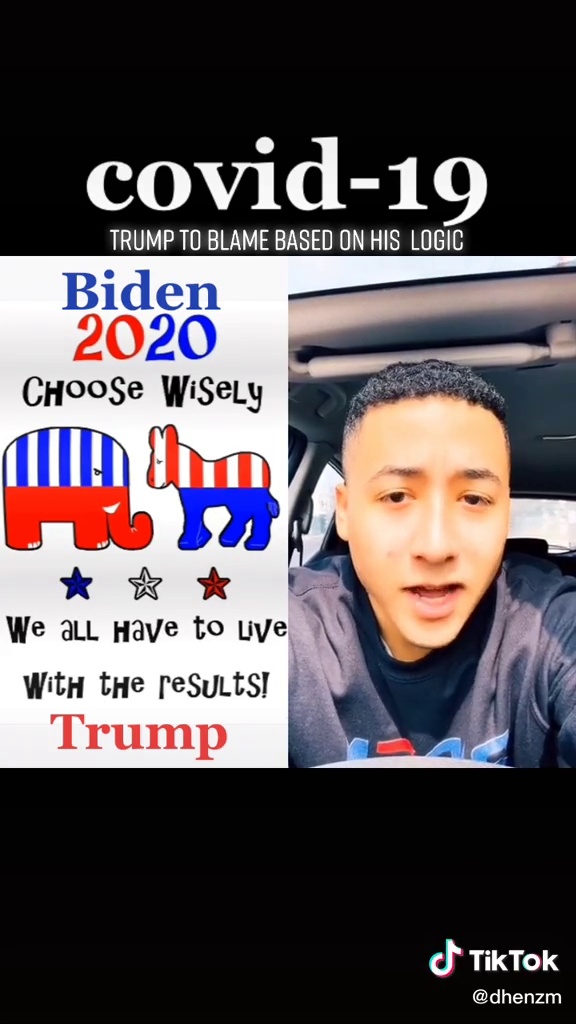 covid-19
TRUMP TO BLAME BASED ON HIS LOGIC
Biden
2020
CHOOSE WISELY
WE ALL HAVE TO LIVE
WITH THE RESULTS!
Trump
TikTok
@dhenzm